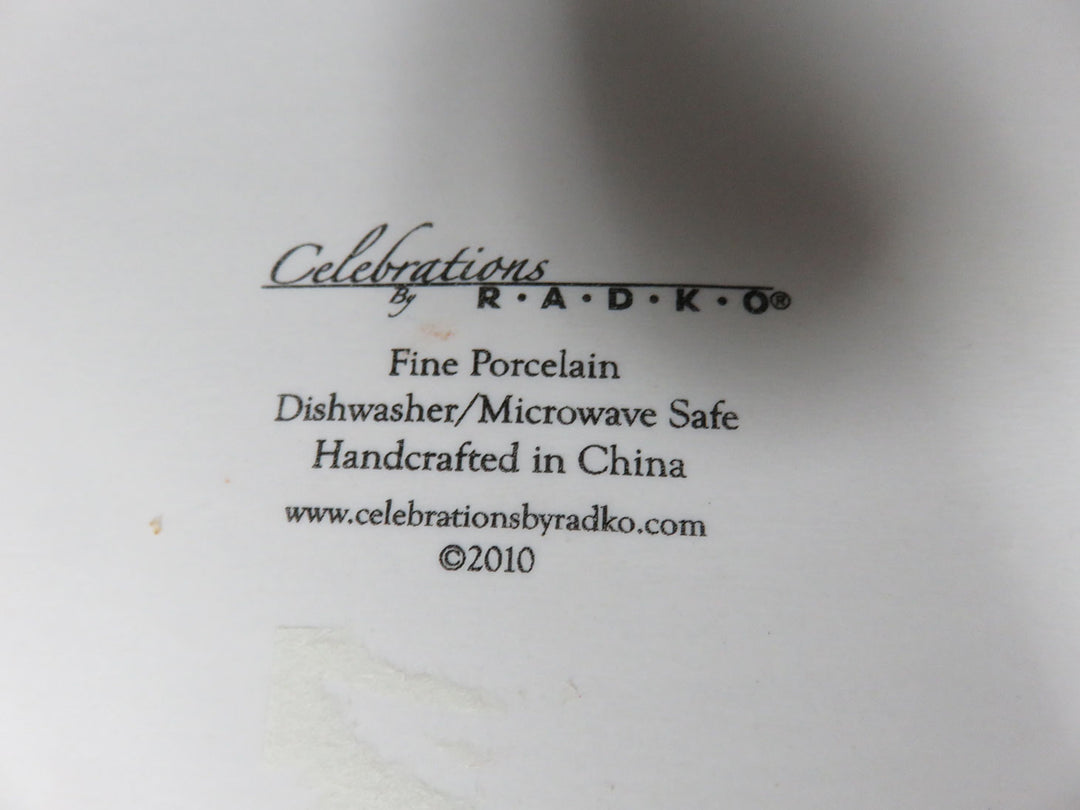 Celebrations
By R·A·D·K·O®
Fine Porcelain
Dishwasher/Microwave Safe
Handcrafted in China
www.celebrationsbyradko.com
©2010